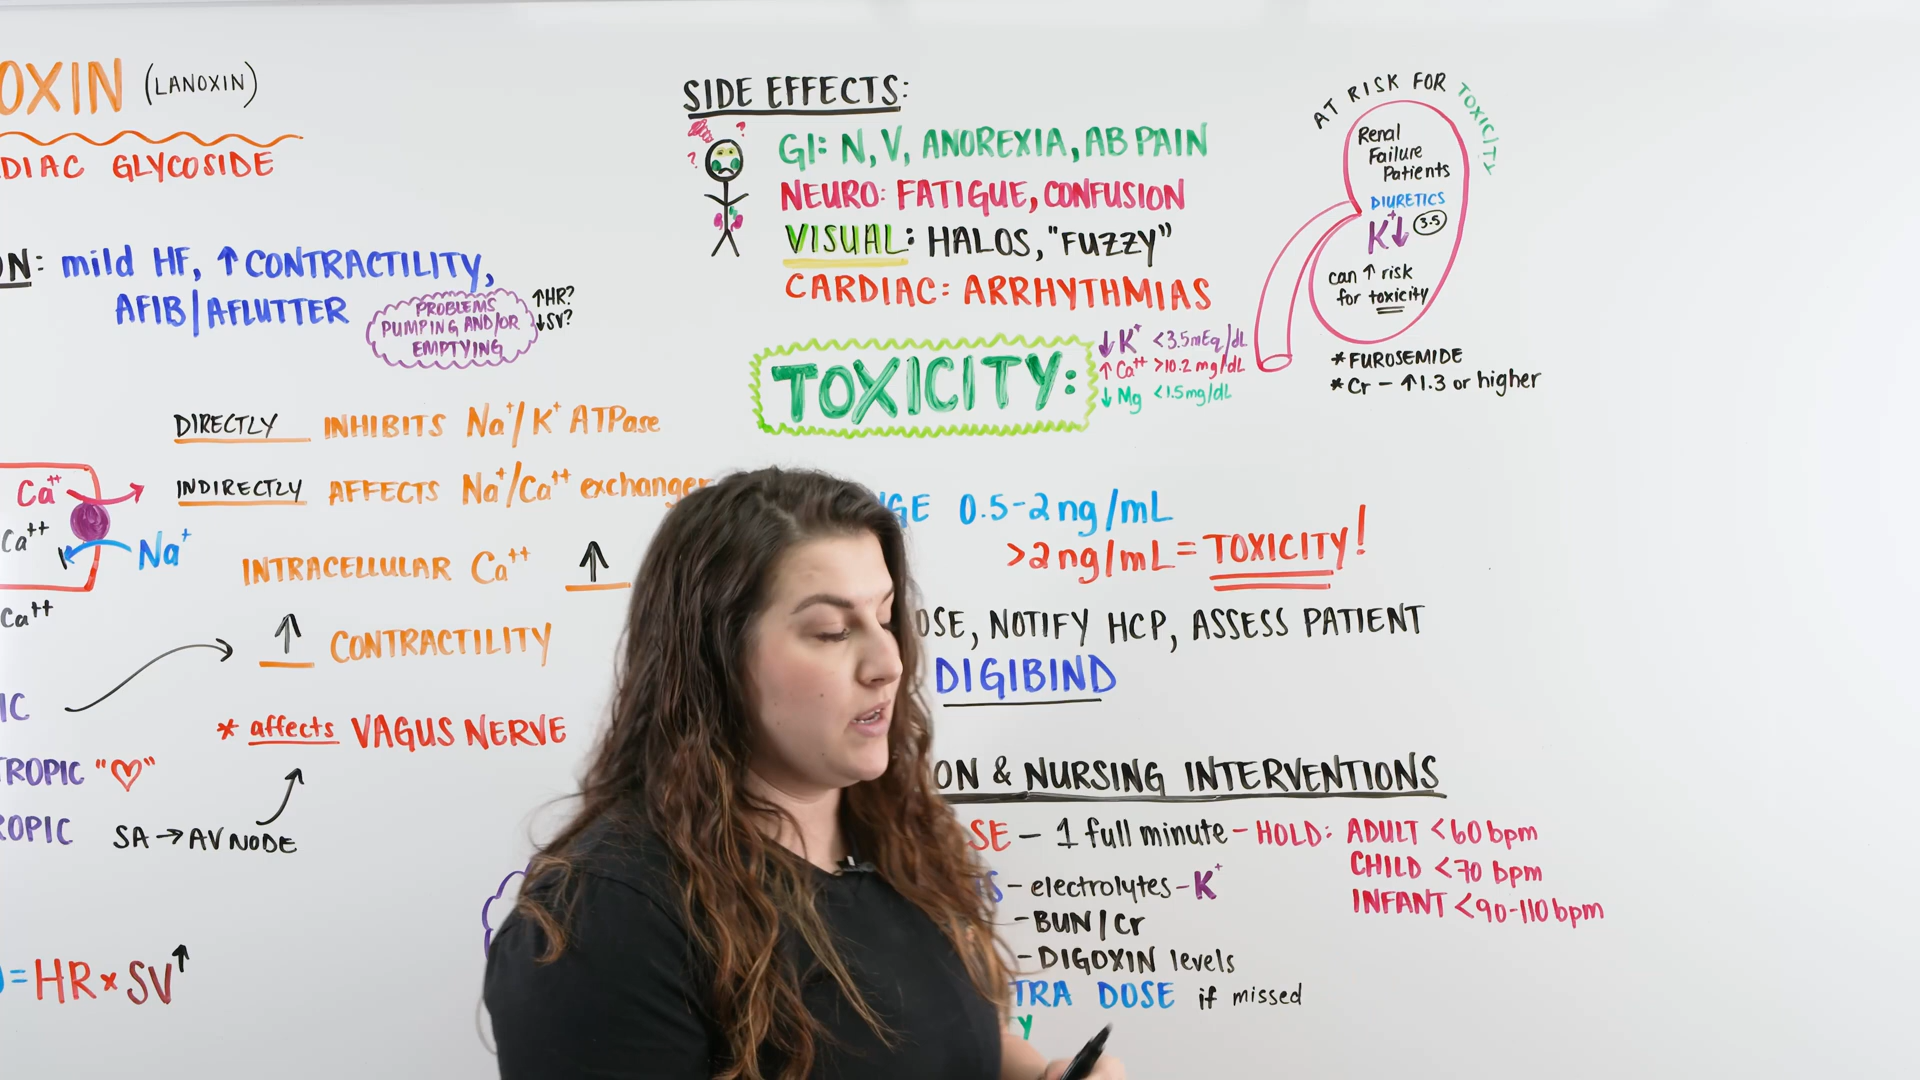 OXIN (LANOXIN)
DIAC GLYCOSIDE
ON: mild HF, ↑ CONTRACTILITY,
AFIB/AFLUTTER
PROBLEMS
PUMPING AND/OR
EMPTYING
↑HR?
↓SV?
DIRECTLY INHIBITS Na⁺/K⁺ ATPase
INDIRECTLY AFFECTS Na⁺/Ca⁺⁺ exchanger
Ca⁺⁺
Ca⁺⁺
Na⁺
Ca⁺⁺
INTRACELLULAR Ca⁺⁺ ↑
↑ CONTRACTILITY
IC
* affects VAGUS NERVE
TROPIC "♡"
ROPIC
SA → AV NODE
= HR × SV↑
SIDE EFFECTS:
? ?
GI: N, V, ANOREXIA, AB PAIN
NEURO: FATIGUE, CONFUSION
VISUAL: HALOS, "FUZZY"
CARDIAC: ARRHYTHMIAS
TOXICITY:
↓ K⁺ <3.5mEq/dL
↑ Ca⁺⁺ >10.2 mg/dL
↓ Mg <1.5mg/dL
AT RISK FOR TOXICITY
Renal
Failure
Patients
DIURETICS
K⁺↓ 3.5
can ↑ risk
for toxicity
* FUROSEMIDE
* Cr – ↑1.3 or higher
GE 0.5-2ng/mL
>2ng/mL = TOXICITY!
OSE, NOTIFY HCP, ASSESS PATIENT
DIGIBIND
ON & NURSING INTERVENTIONS
SE – 1 full minute – HOLD: ADULT <60 bpm
CHILD <70 bpm
INFANT <90-110 bpm
S – electrolytes – K⁺
- BUN/Cr
- DIGOXIN levels
TRA DOSE if missed
Y